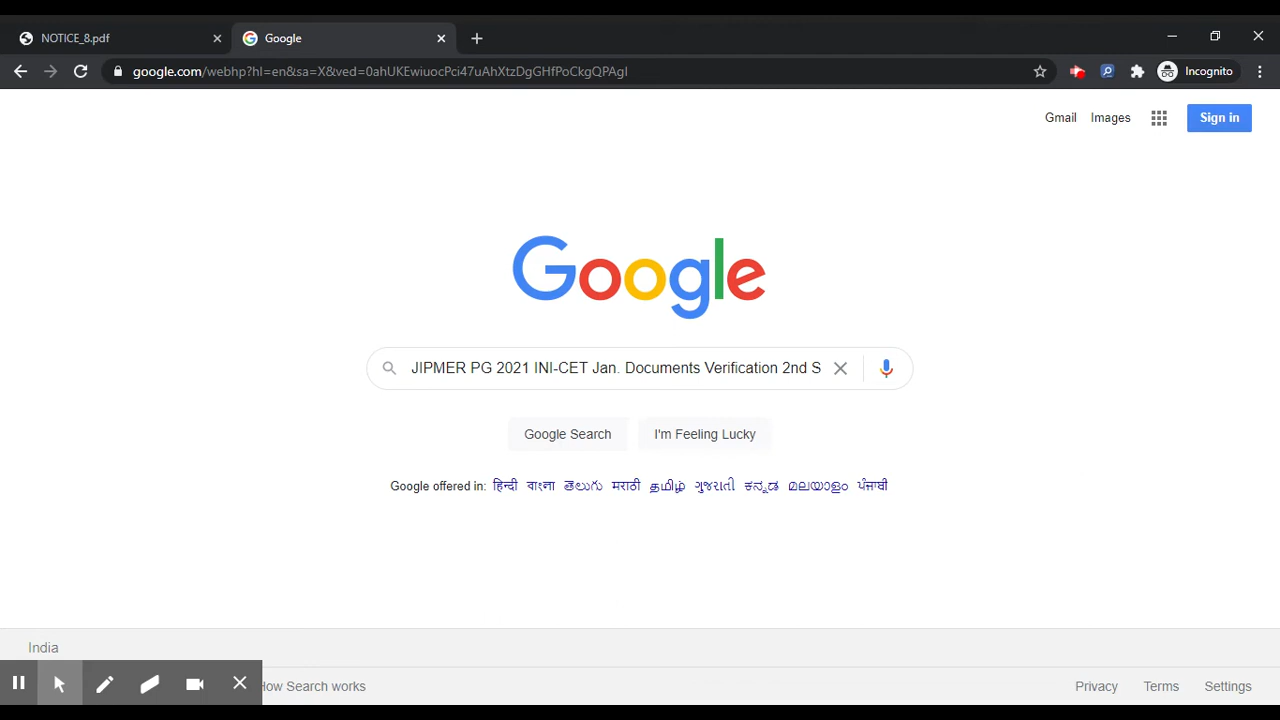 NOTICE_8.pdf
Google
google.com/webhp?hl=en&sa=X&ved=0ahUKEwiuocPci47uAhXtzDgGHfPoCkgQPAgI
Incognito
Gmail Images Sign in
Google
JIPMER PG 2021 INI-CET Jan. Documents Verification 2nd S
Google Search I'm Feeling Lucky
Google offered in: हिन्दी বাংলা తెలుగు मराठी தமிழ் ગુજરાતી ಕನ್ನಡ മലയാളം ਪੰਜਾਬੀ
India
How Search works Privacy Terms Settings